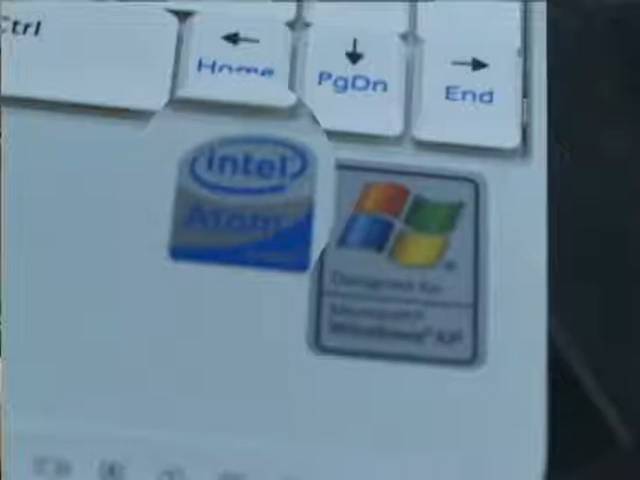 Ctrl
Home
PgDn
End
intel
Atom
Designed for
Microsoft®
Windows® XP